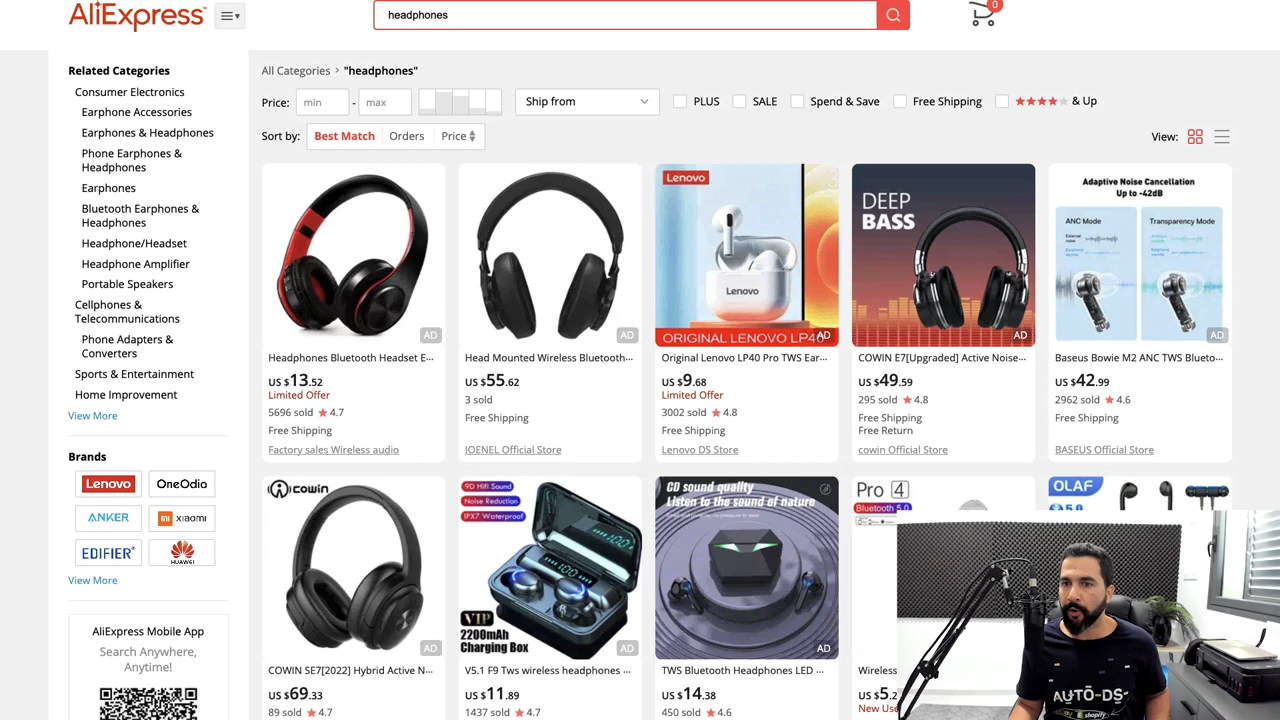 AliExpress
headphones
0
Related Categories
Consumer Electronics
Earphone Accessories
Earphones & Headphones
Phone Earphones &
Headphones
Earphones
Bluetooth Earphones &
Headphones
Headphone/Headset
Headphone Amplifier
Portable Speakers
Cellphones &
Telecommunications
Phone Adapters &
Converters
Sports & Entertainment
Home Improvement
View More
Brands
Lenovo
OneOdio
ANKER
xiaomi
EDIFIER
HUAWEI
View More
AliExpress Mobile App
Search Anywhere,
Anytime!
All Categories > "headphones"
Price: min - max
Ship from
PLUS
SALE
Spend & Save
Free Shipping
& Up
Sort by: Best Match Orders Price
View:
AD
Headphones Bluetooth Headset E...
US $13.52
Limited Offer
5696 sold ★ 4.7
Free Shipping
Factory sales Wireless audio
AD
Head Mounted Wireless Bluetooth...
US $55.62
3 sold
Free Shipping
JOENEL Official Store
Lenovo
Lenovo
ORIGINAL LENOVO LP40
AD
Original Lenovo LP40 Pro TWS Ear...
US $9.68
Limited Offer
3002 sold ★ 4.8
Free Shipping
Lenovo DS Store
DEEP
BASS
AD
COWIN E7[Upgraded] Active Noise...
US $49.59
295 sold ★ 4.8
Free Shipping
Free Return
cowin Official Store
Adaptive Noise Cancellation
Up to -42dB
ANC Mode
Transparency Mode
AD
Baseus Bowie M2 ANC TWS Blueto...
US $42.99
2962 sold ★ 4.6
Free Shipping
BASEUS Official Store
cowin
AD
COWIN SE7[2022] Hybrid Active N...
US $69.33
89 sold ★ 4.7
9D Hifi Sound
Noise Reduction
IPX7 Waterproof
VIP
2200mAh
Charging Box
AD
V5.1 F9 Tws wireless headphones ...
US $11.89
1437 sold ★ 4.7
CD sound quality
Listen to the sound of nature
AD
TWS Bluetooth Headphones LED ...
US $14.38
450 sold ★ 4.6
Pro 4
Bluetooth 5.0
Wireless
US $5.2
New Use
OLAF
5.0
AUTO-DS
shopify